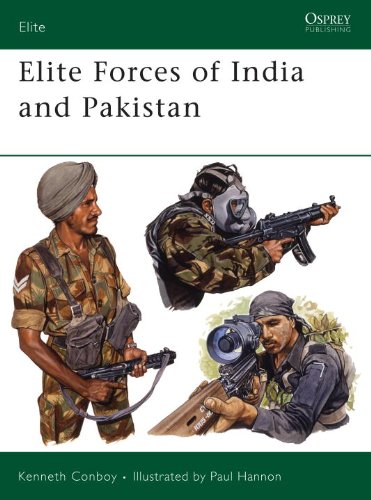 Elite
OSPREY
PUBLISHING
Elite Forces of India
and Pakistan
Kenneth Conboy • Illustrated by Paul Hannon